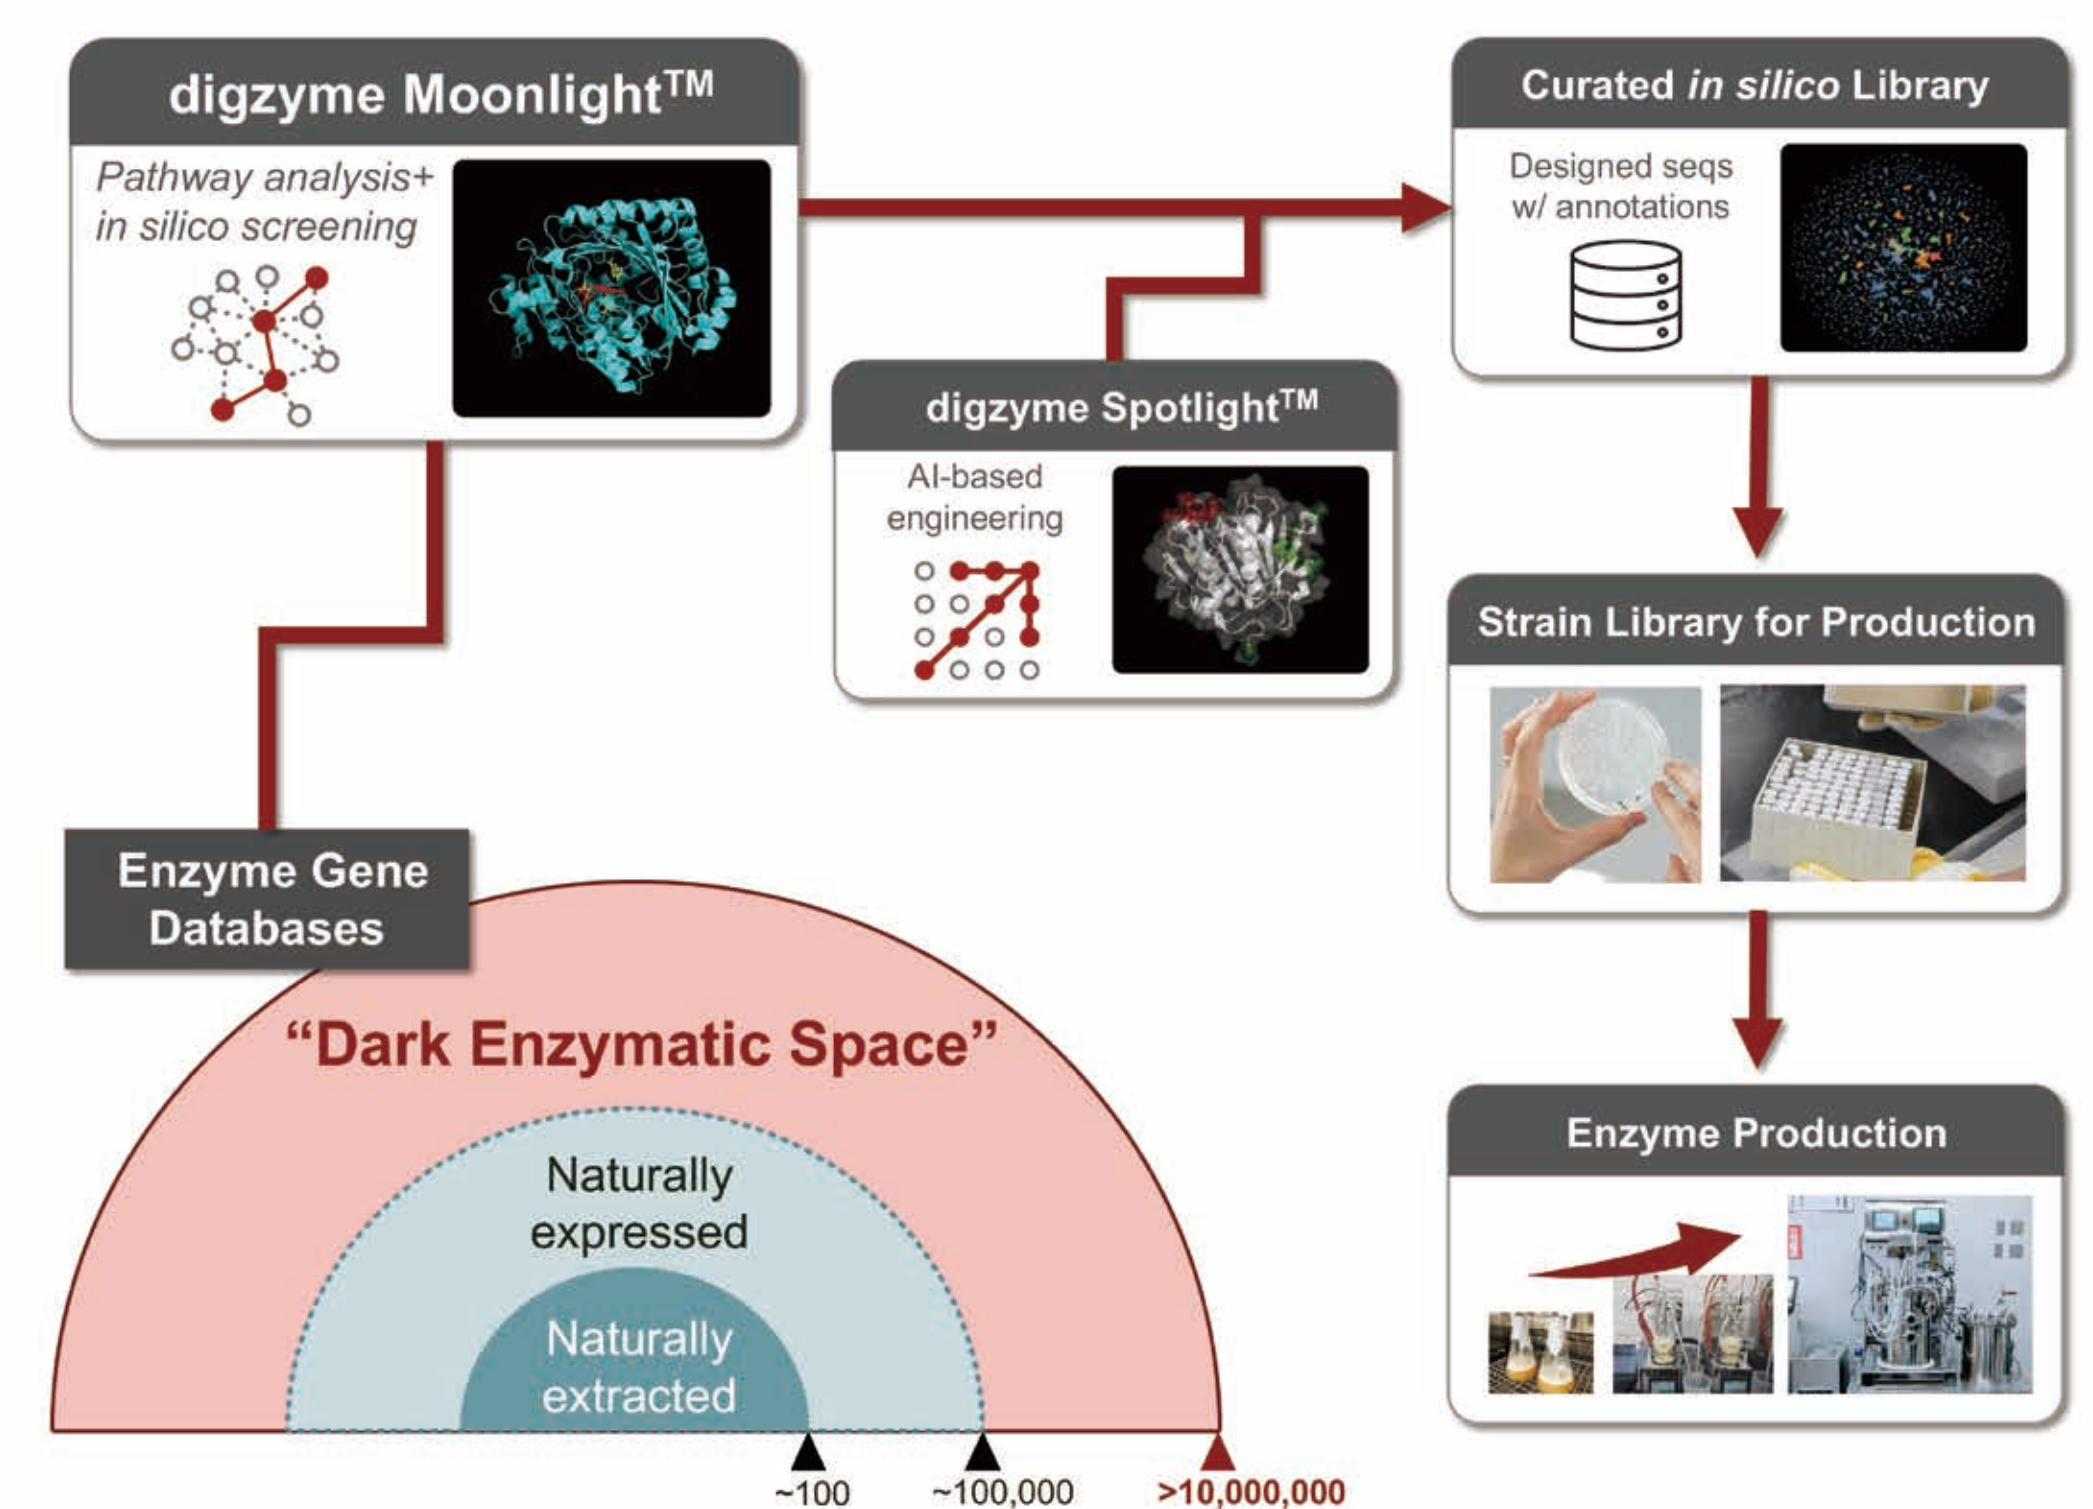 digzyme Moonlight™
Pathway analysis+
in silico screening
Curated in silico Library
Designed seqs
w/ annotations
digzyme Spotlight™
AI-based
engineering
Strain Library for Production
Enzyme Gene
Databases
“Dark Enzymatic Space”
Naturally
expressed
Naturally
extracted
~100
~100,000
>10,000,000
Enzyme Production